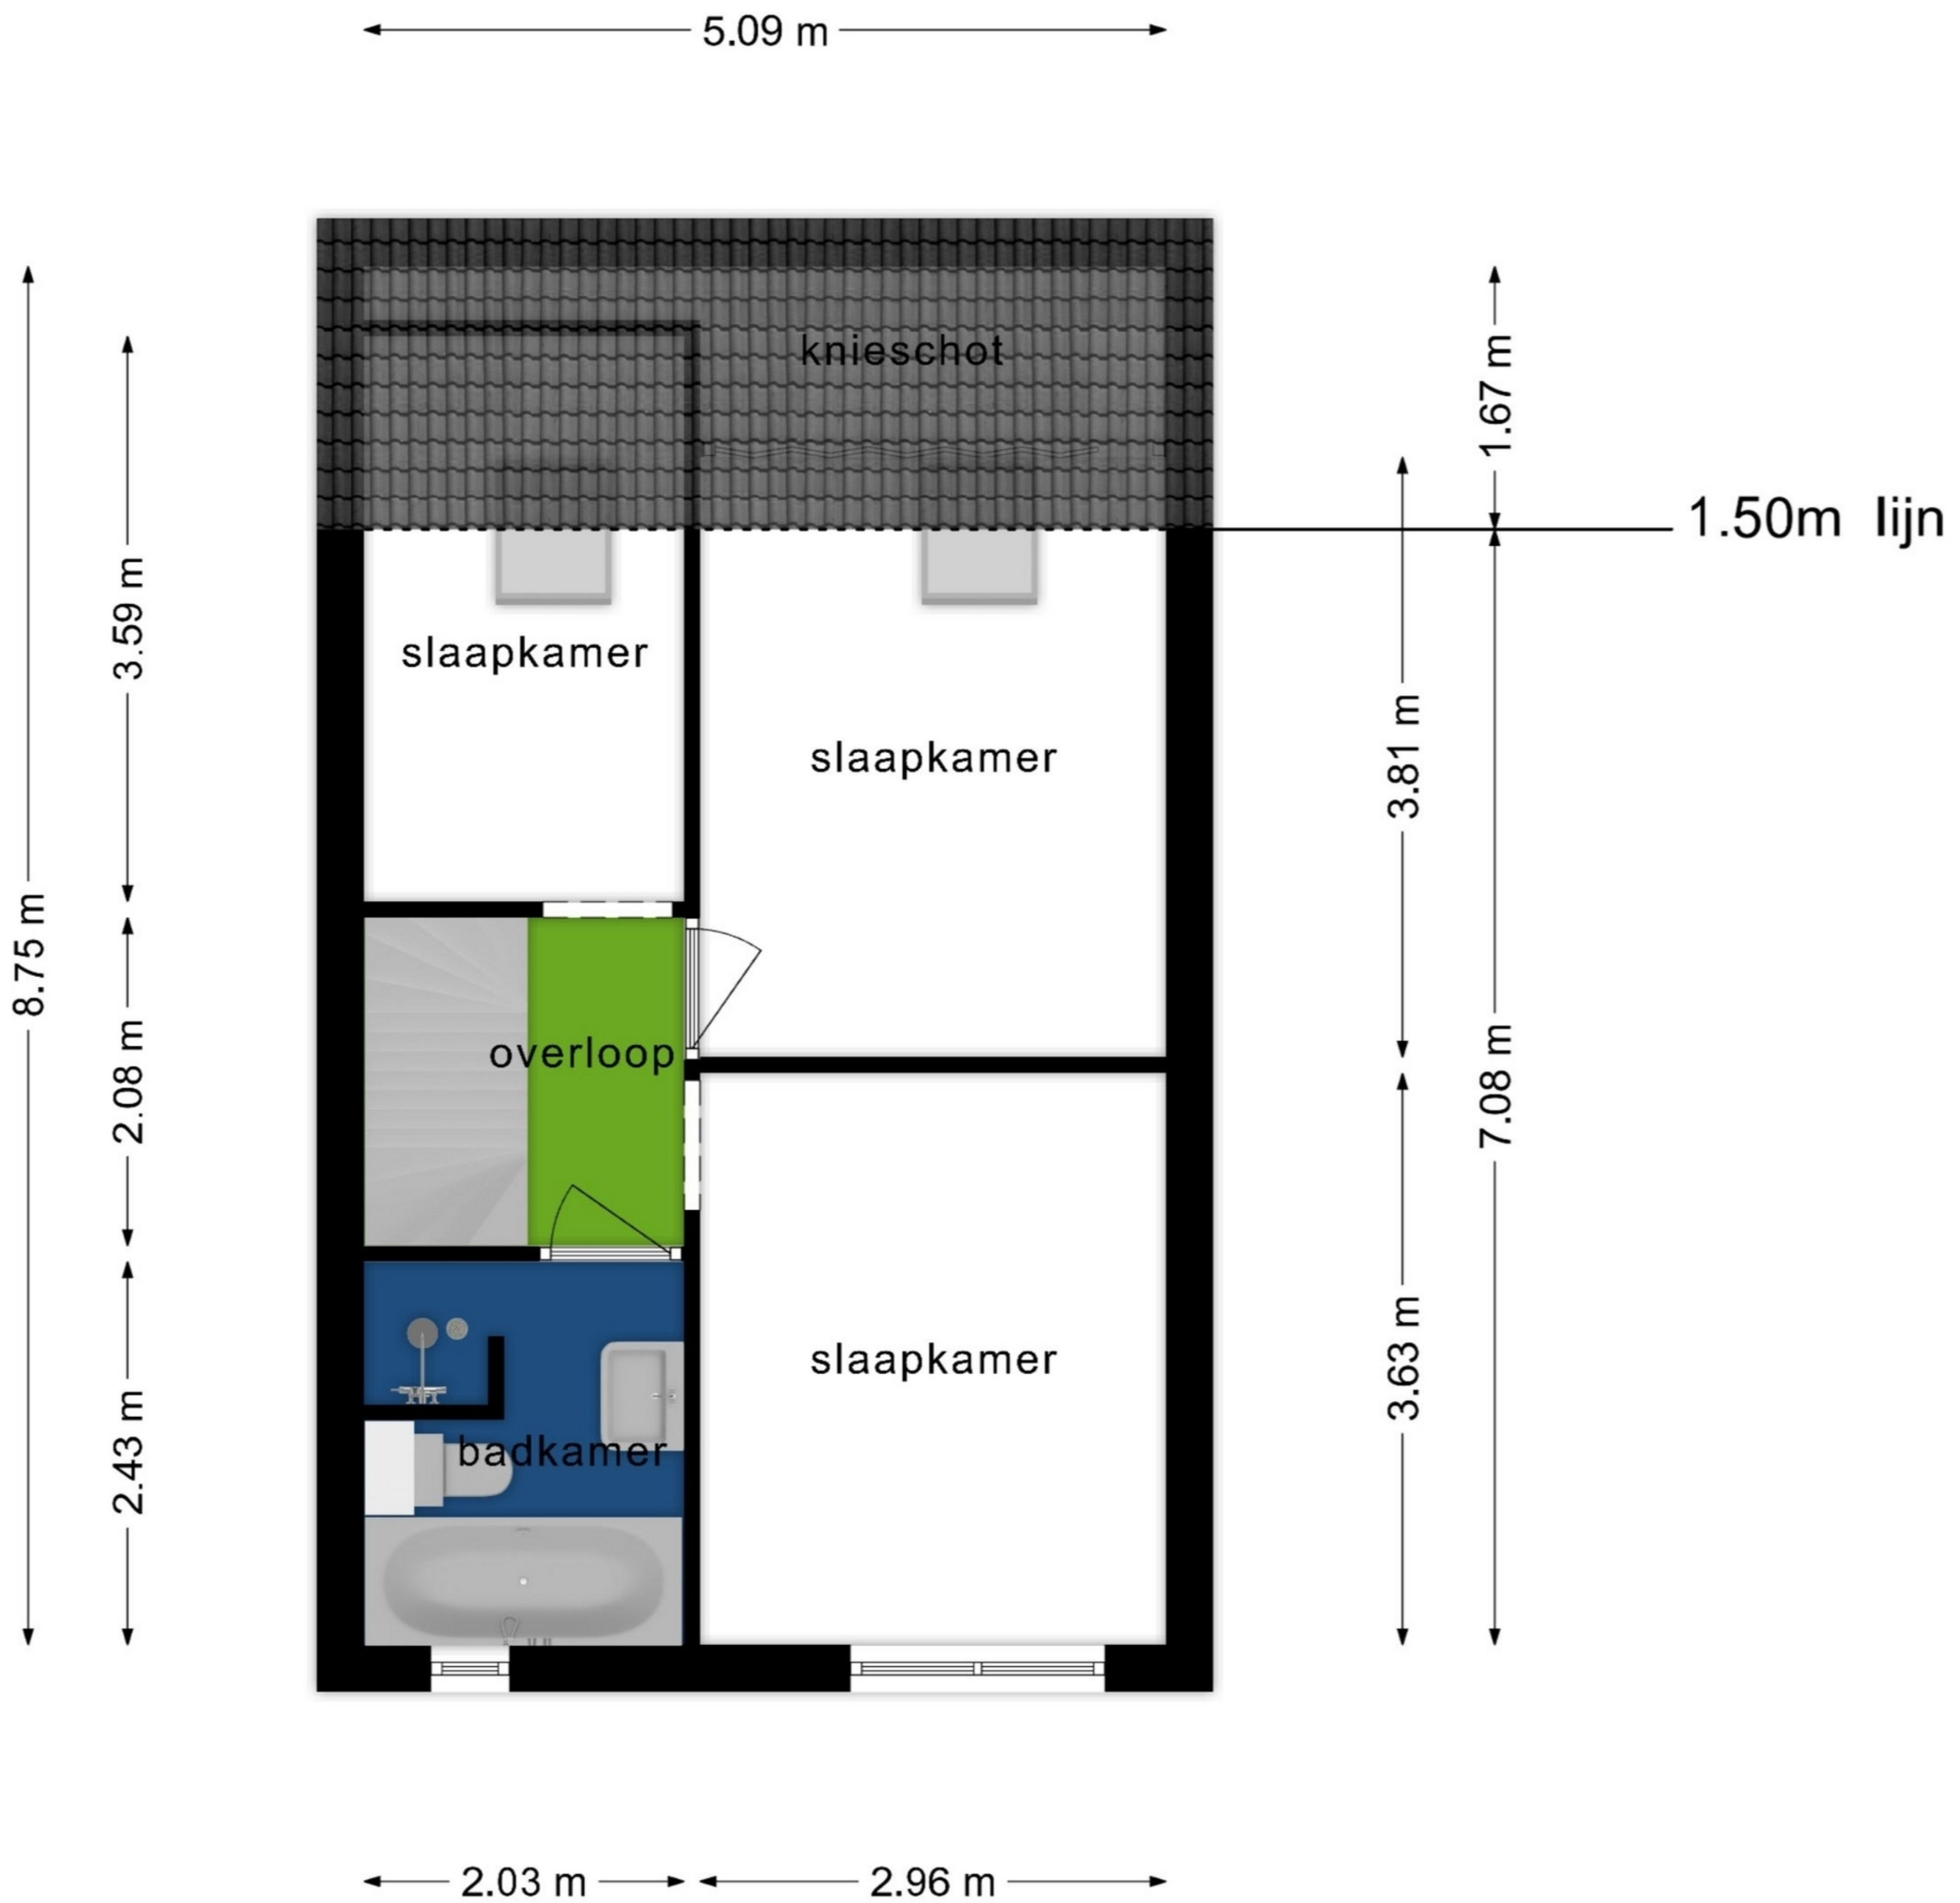 5.09 m
knieschot
1.67 m
1.50m lijn
3.59 m
slaapkamer
slaapkamer
3.81 m
8.75 m
2.08 m
overloop
7.08 m
slaapkamer
3.63 m
2.43 m
badkamer
2.03 m
2.96 m